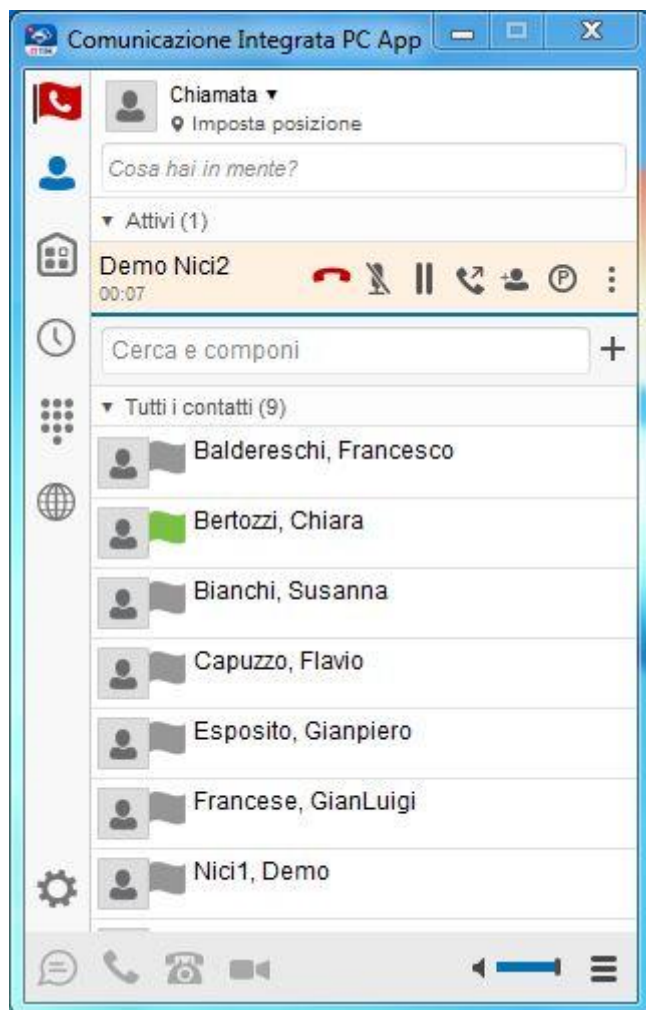 Comunicazione Integrata PC App
Chiamata
Imposta posizione
Cosa hai in mente?
Attivi (1)
Demo Nici2
00:07
P
Cerca e componi
Tutti i contatti (9)
Baldereschi, Francesco
Bertozzi, Chiara
Bianchi, Susanna
Capuzzo, Flavio
Esposito, Gianpiero
Francese, GianLuigi
Nici1, Demo